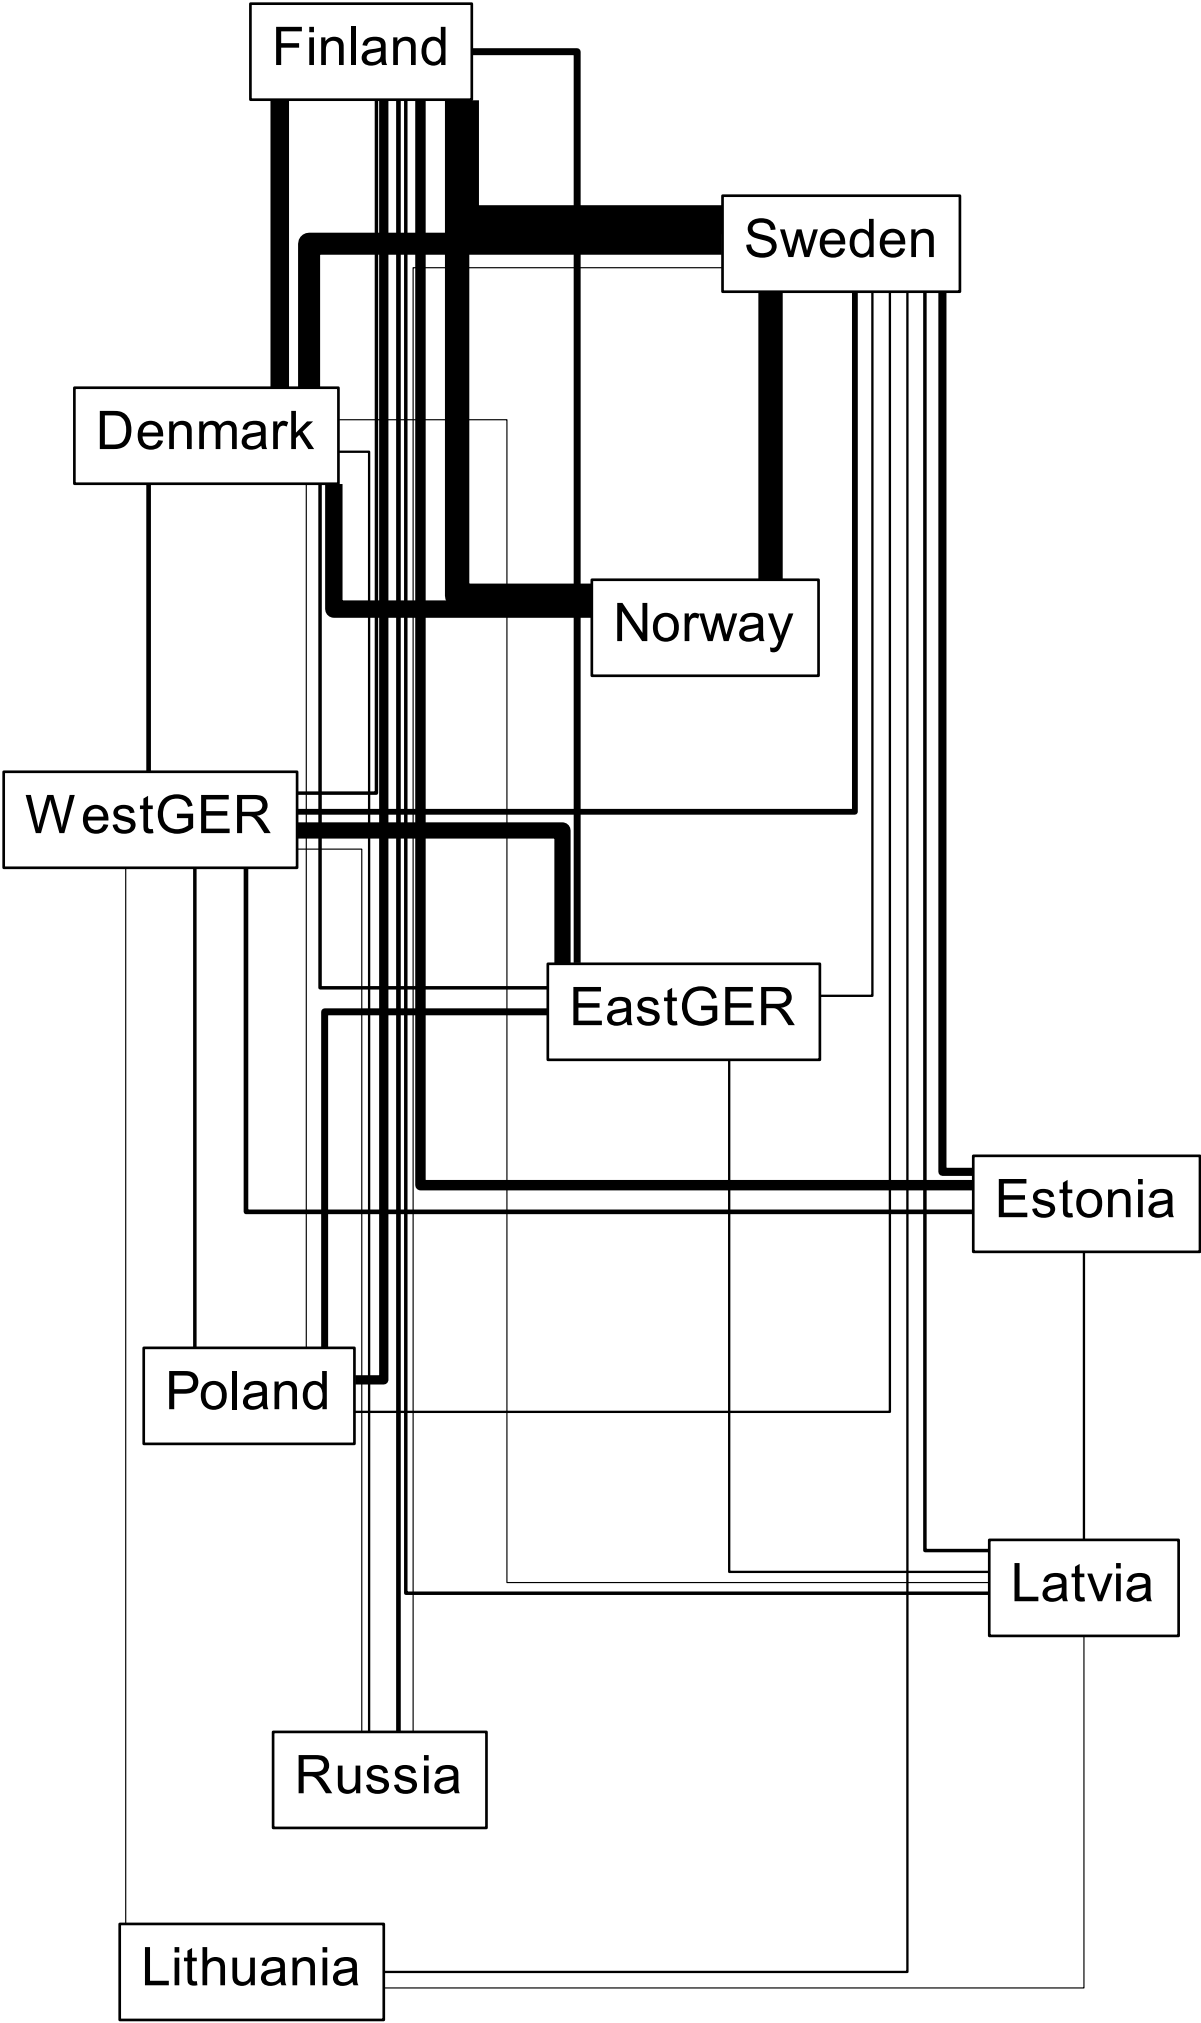 Finland
Sweden
Denmark
Norway
WestGER
EastGER
Estonia
Poland
Latvia
Russia
Lithuania